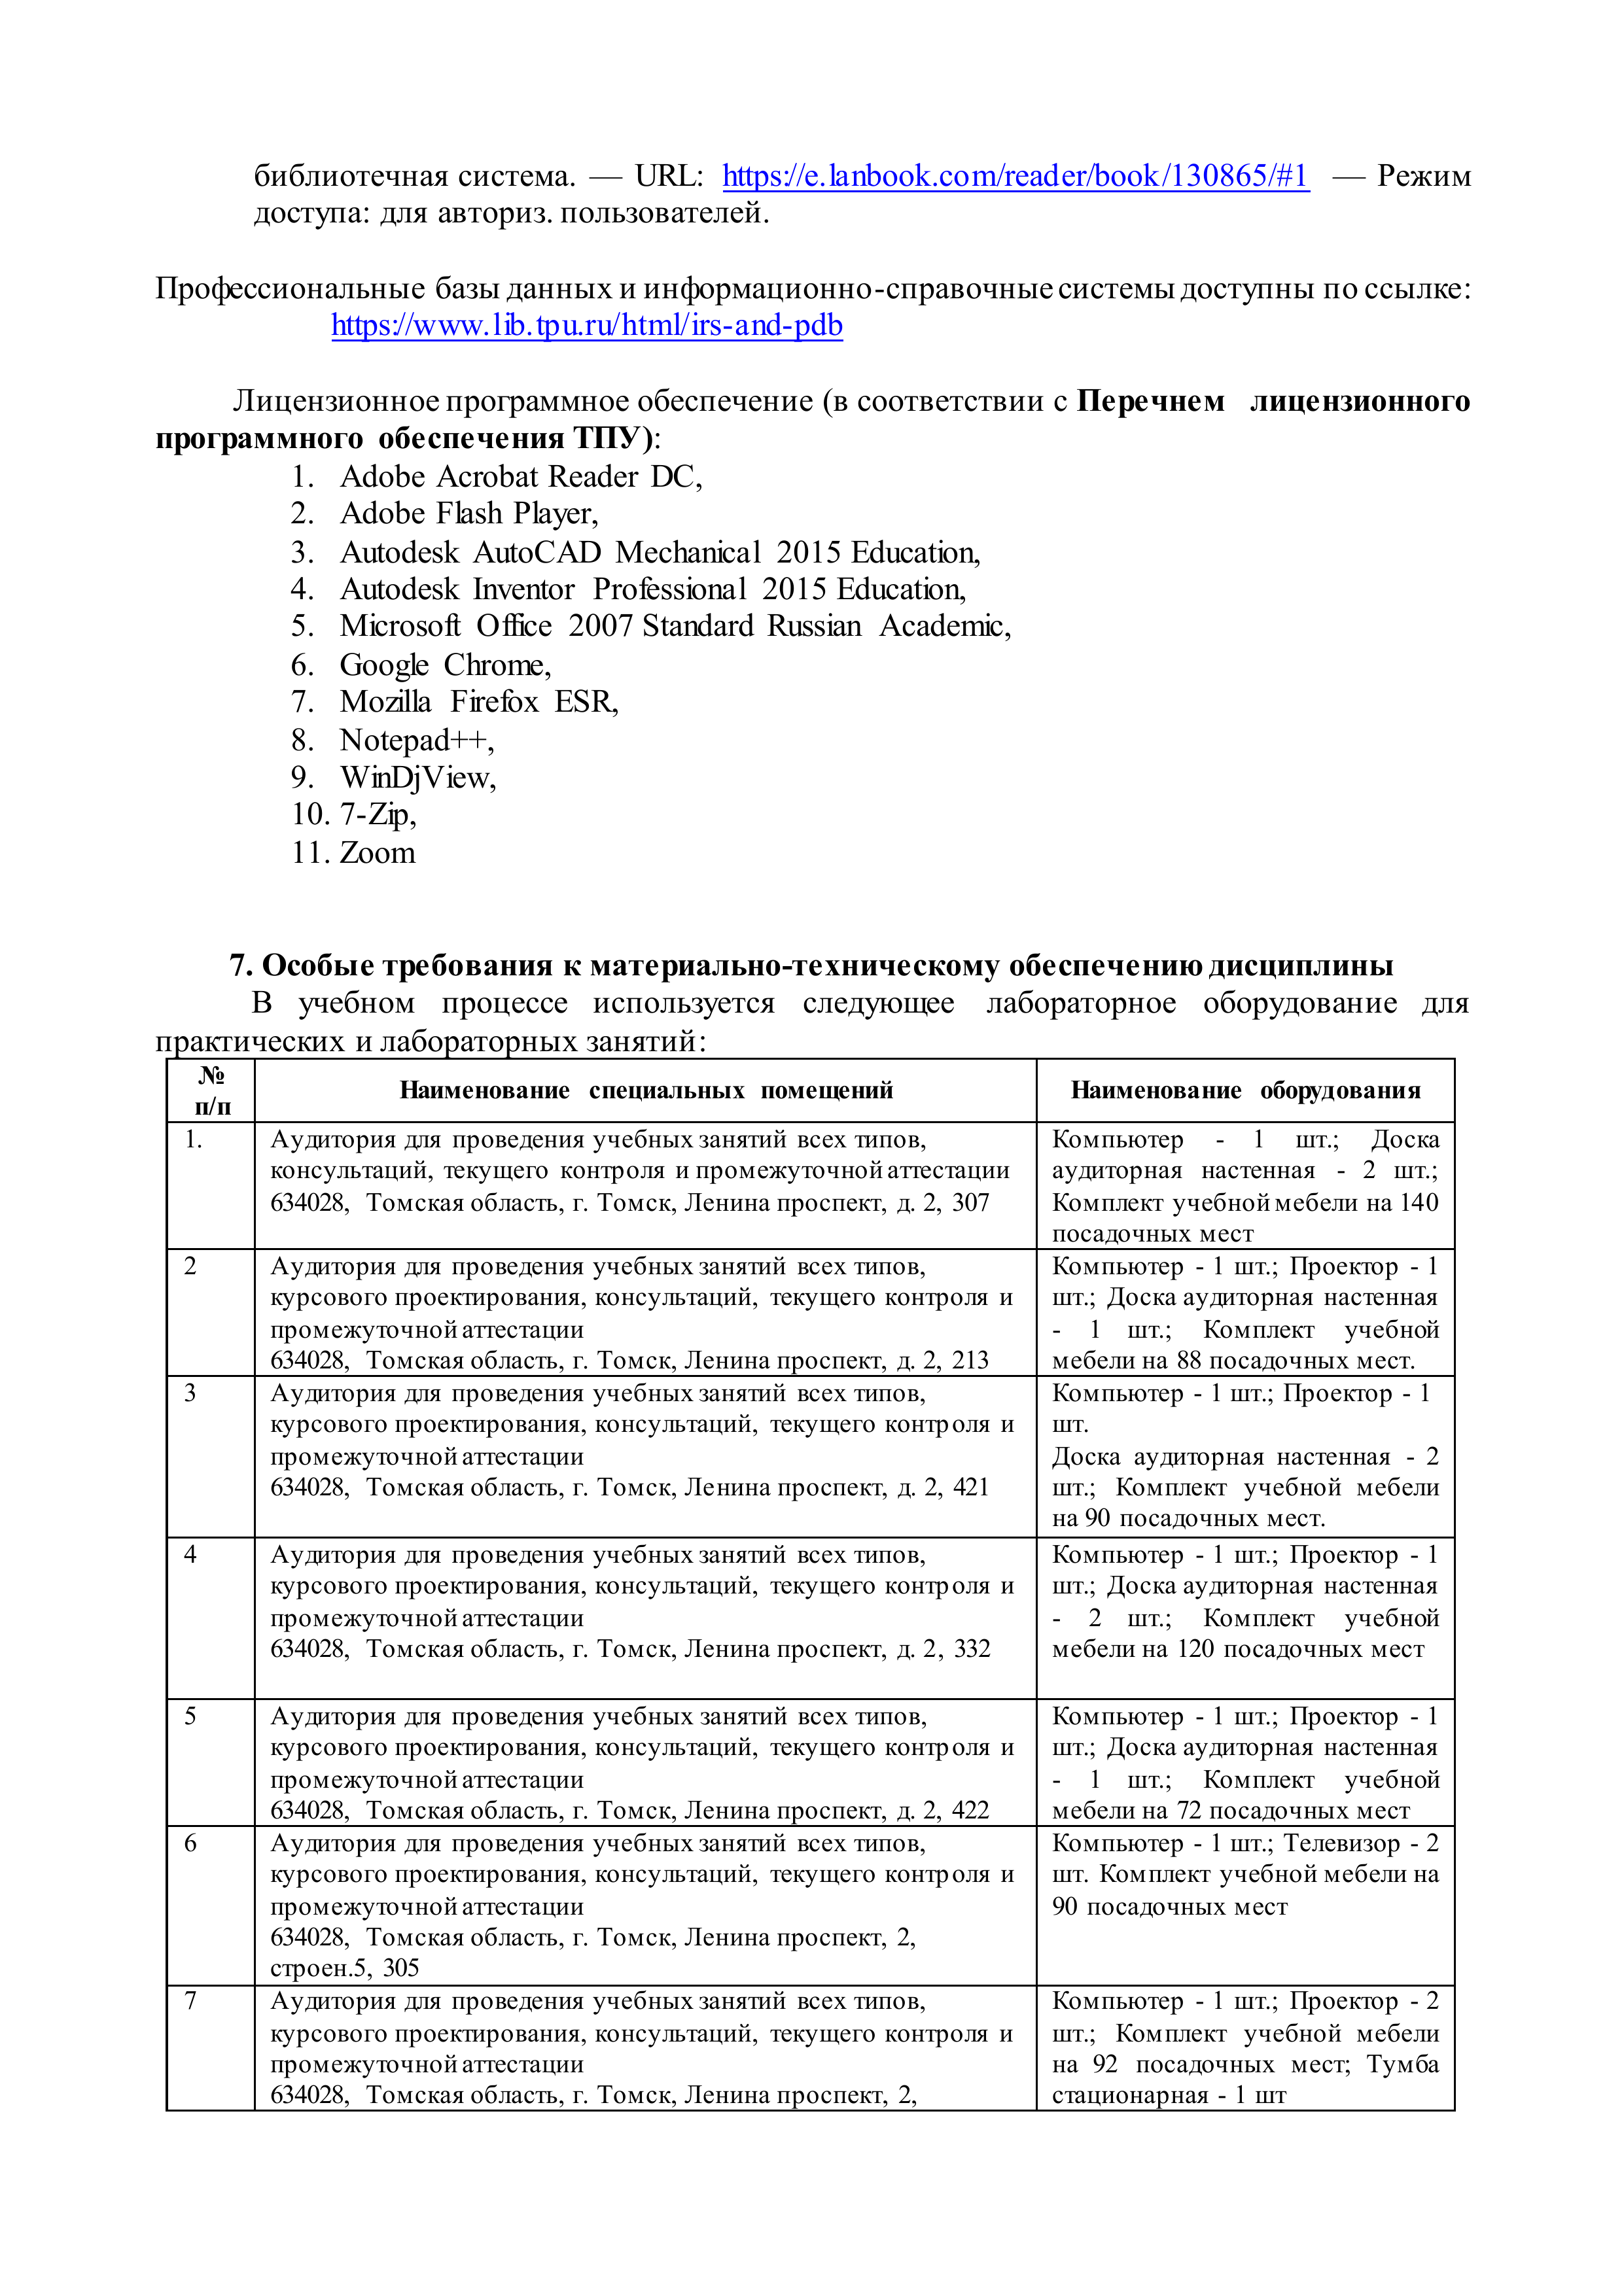 библиотечная система. — URL: https://e.lanbook.com/reader/book/130865/#1 — Режим
доступа: для авториз. пользователей.
Профессиональные базы данных и информационно-справочные системы доступны по ссылке:
https://www.lib.tpu.ru/html/irs-and-pdb
Лицензионное программное обеспечение (в соответствии с Перечнем лицензионного
программного обеспечения ТПУ):
1. Adobe Acrobat Reader DC,
2. Adobe Flash Player,
3. Autodesk AutoCAD Mechanical 2015 Education,
4. Autodesk Inventor Professional 2015 Education,
5. Microsoft Office 2007 Standard Russian Academic,
6. Google Chrome,
7. Mozilla Firefox ESR,
8. Notepad++,
9. WinDjView,
10. 7-Zip,
11. Zoom
7. Особые требования к материально-техническому обеспечению дисциплины
В учебном процессе используется следующее лабораторное оборудование для
практических и лабораторных занятий:
№
п/п
Наименование специальных помещений
Наименование оборудования
1.
Аудитория для проведения учебных занятий всех типов,
консультаций, текущего контроля и промежуточной аттестации
634028, Томская область, г. Томск, Ленина проспект, д. 2, 307
Компьютер - 1 шт.; Доска
аудиторная настенная - 2 шт.;
Комплект учебной мебели на 140
посадочных мест
2
Аудитория для проведения учебных занятий всех типов,
курсового проектирования, консультаций, текущего контроля и
промежуточной аттестации
634028, Томская область, г. Томск, Ленина проспект, д. 2, 213
Компьютер - 1 шт.; Проектор - 1
шт.; Доска аудиторная настенная
- 1 шт.; Комплект учебной
мебели на 88 посадочных мест.
3
Аудитория для проведения учебных занятий всех типов,
курсового проектирования, консультаций, текущего контроля и
промежуточной аттестации
634028, Томская область, г. Томск, Ленина проспект, д. 2, 421
Компьютер - 1 шт.; Проектор - 1
шт.
Доска аудиторная настенная - 2
шт.; Комплект учебной мебели
на 90 посадочных мест.
4
Аудитория для проведения учебных занятий всех типов,
курсового проектирования, консультаций, текущего контроля и
промежуточной аттестации
634028, Томская область, г. Томск, Ленина проспект, д. 2, 332
Компьютер - 1 шт.; Проектор - 1
шт.; Доска аудиторная настенная
- 2 шт.; Комплект учебной
мебели на 120 посадочных мест
5
Аудитория для проведения учебных занятий всех типов,
курсового проектирования, консультаций, текущего контроля и
промежуточной аттестации
634028, Томская область, г. Томск, Ленина проспект, д. 2, 422
Компьютер - 1 шт.; Проектор - 1
шт.; Доска аудиторная настенная
- 1 шт.; Комплект учебной
мебели на 72 посадочных мест
6
Аудитория для проведения учебных занятий всех типов,
курсового проектирования, консультаций, текущего контроля и
промежуточной аттестации
634028, Томская область, г. Томск, Ленина проспект, 2,
строен.5, 305
Компьютер - 1 шт.; Телевизор - 2
шт. Комплект учебной мебели на
90 посадочных мест
7
Аудитория для проведения учебных занятий всех типов,
курсового проектирования, консультаций, текущего контроля и
промежуточной аттестации
634028, Томская область, г. Томск, Ленина проспект, 2,
Компьютер - 1 шт.; Проектор - 2
шт.; Комплект учебной мебели
на 92 посадочных мест; Тумба
стационарная - 1 шт